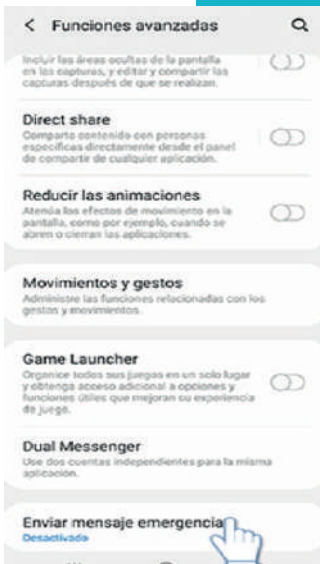 Funciones avanzadas
Incluir las áreas ocultas de la pantalla
en las capturas, y editar y compartir las
capturas después de que se realizan.
Direct share
Comparta contenido con personas
específicas directamente desde el panel
de compartir de cualquier aplicación.
Reducir las animaciones
Atenúa los efectos de movimiento en la
pantalla, como por ejemplo, cuando se
abren o cierran las aplicaciones.
Movimientos y gestos
Administre las funciones relacionadas con los
gestos y movimientos.
Game Launcher
Organice todos sus juegos en un solo lugar
y obtenga acceso adicional a opciones y
funciones útiles que mejoran su experiencia
de juego.
Dual Messenger
Use dos cuentas independientes para la misma
aplicación.
Enviar mensaje emergencia
Desactivado